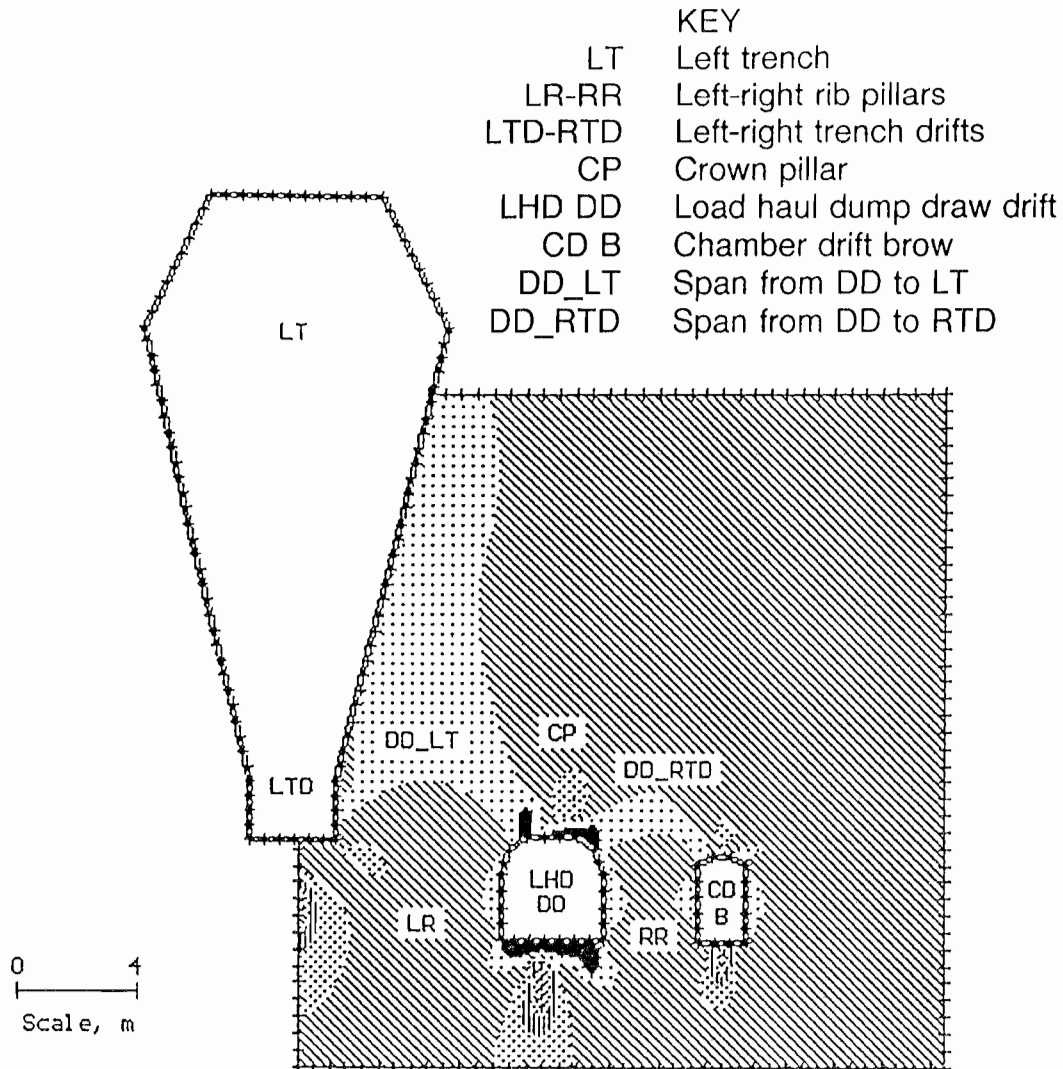 KEY
LT Left trench
LR-RR Left-right rib pillars
LTD-RTD Left-right trench drifts
CP Crown pillar
LHD DD Load haul dump draw drift
CD B Chamber drift brow
DD_LT Span from DD to LT
DD_RTD Span from DD to RTD
LT
DD_LT
CP
DD_RTD
LTD
LHD
DD
CD
B
LR
RR
0 4
Scale, m